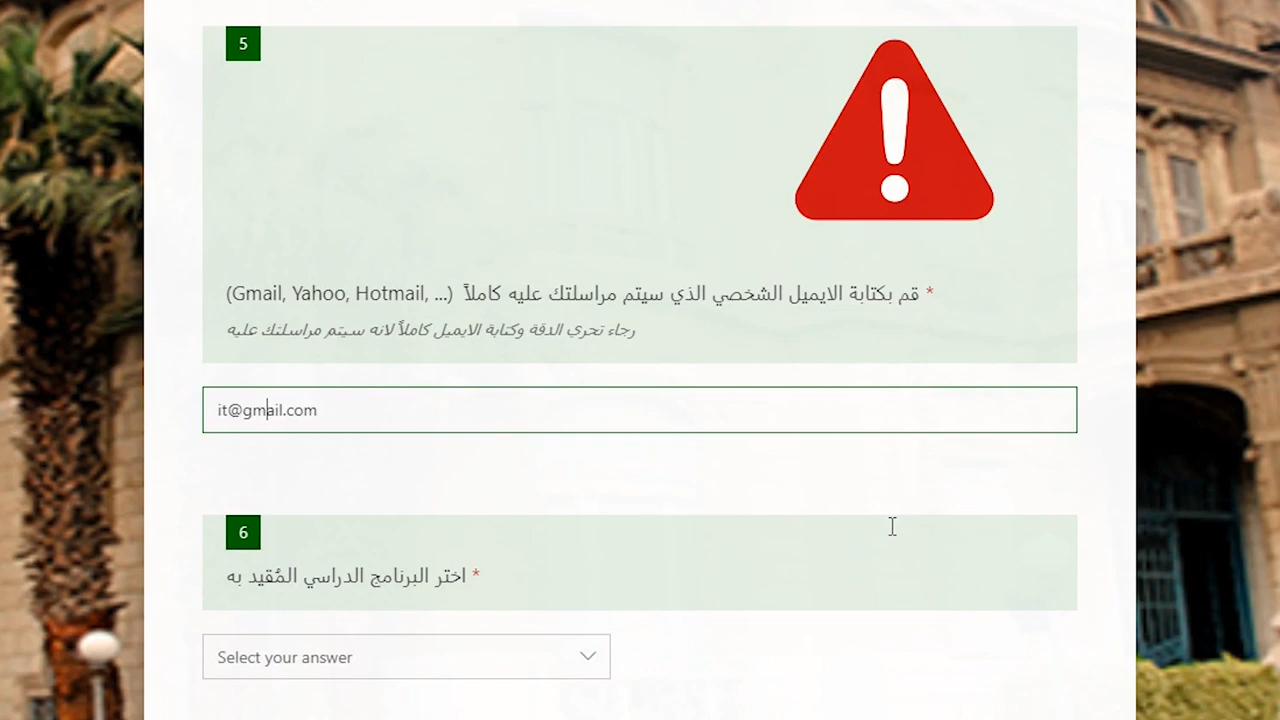 5
قم بكتابة الايميل الشخصي الذي سيتم مراسلتك عليه كاملاً (Gmail, Yahoo, Hotmail, ...) *
رجاء تحري الدقة وكتابة الايميل كاملاً لانه سيتم مراسلتك عليه
it@gmail.com
6
اختر البرنامج الدراسي المُقيد به *
Select your answer